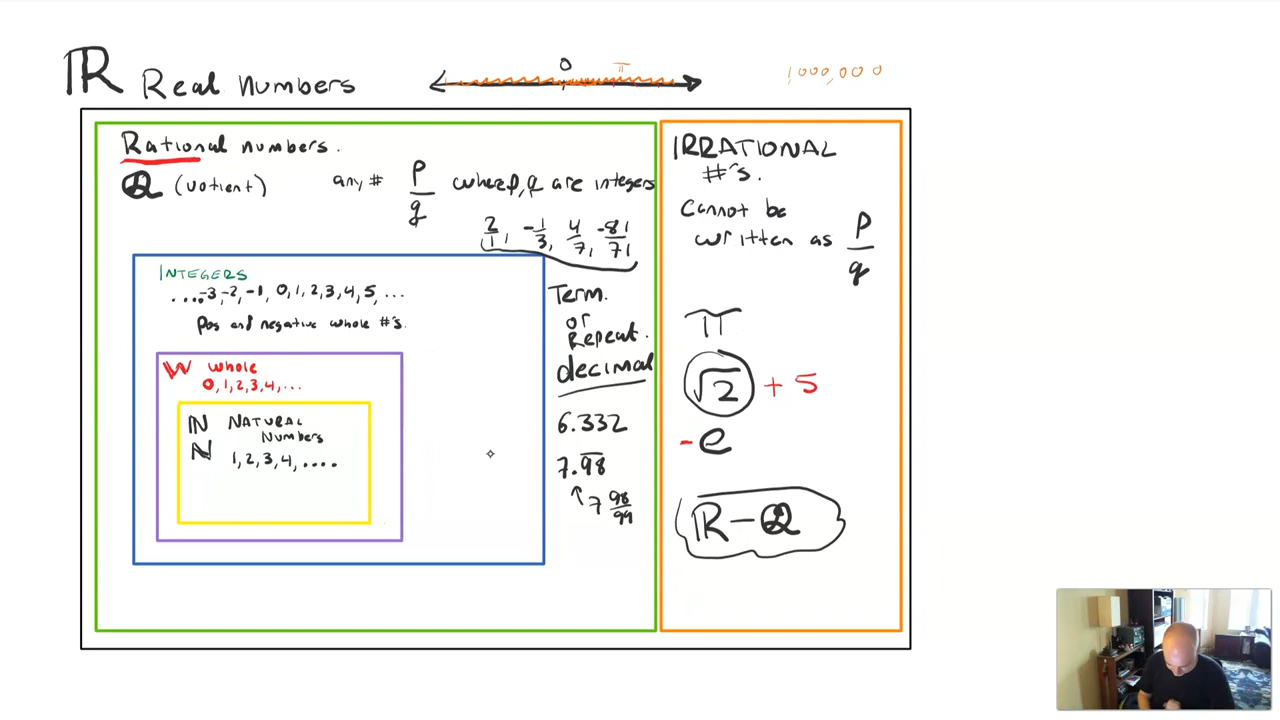 ℝ Real Numbers
0 π
1000,000
Rational numbers.
ℚ (uotient) any # p/q where p, q are integers
2/1, -1/3, 4/7, -81/71
INTEGERS
....-3, -2, -1, 0, 1, 2, 3, 4, 5, ...
Pos and negative whole #'s.
W whole
0, 1, 2, 3, 4, ...
ℕ NATURAL
Numbers
ℕ 1, 2, 3, 4, ....
Term.
or
Repeat.
decimal
6.332
7.9̅8̅
↑ 7 98/99
IRRATIONAL
#'s.
Cannot be
written as p/q
π
√2 + 5
-e
ℝ - ℚ